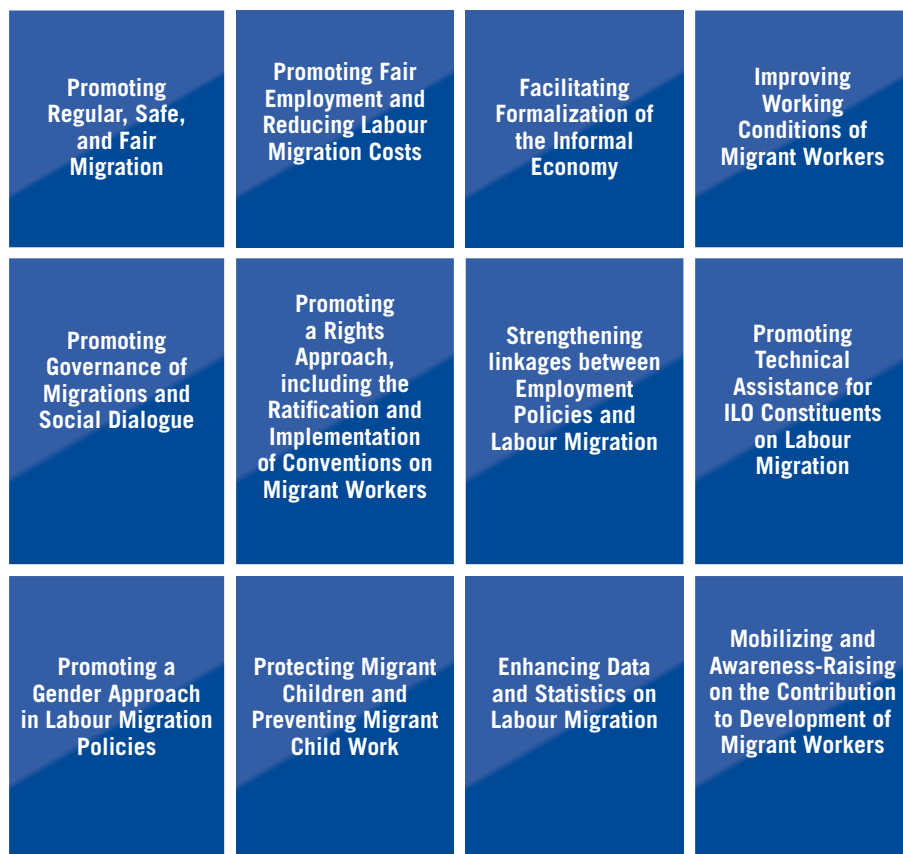 Promoting
Regular, Safe,
and Fair
Migration
Promoting Fair
Employment and
Reducing Labour
Migration Costs
Facilitating
Formalization of
the Informal
Economy
Improving
Working
Conditions of
Migrant Workers
Promoting
Governance of
Migrations and
Social Dialogue
Promoting
a Rights
Approach,
including the
Ratification and
Implementation
of Conventions on
Migrant Workers
Strengthening
linkages between
Employment
Policies and
Labour Migration
Promoting
Technical
Assistance for
ILO Constituents
on Labour
Migration
Promoting a
Gender Approach
in Labour Migration
Policies
Protecting Migrant
Children and
Preventing Migrant
Child Work
Enhancing Data
and Statistics on
Labour Migration
Mobilizing and
Awareness-Raising
on the Contribution
to Development of
Migrant Workers